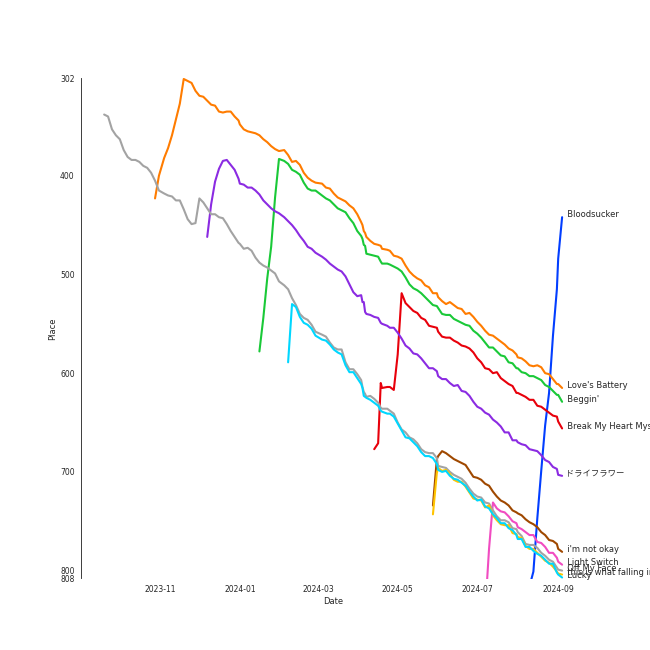 302
400
500
600
700
800
808
Place
2023-11
2024-01
2024-03
2024-05
2024-07
2024-09
Date
Bloodsucker
Love's Battery
Beggin'
Break My Heart Mys
ドライフラワー
i'm not okay
Light Switch
Off My Face
this is what falling i
Lucky